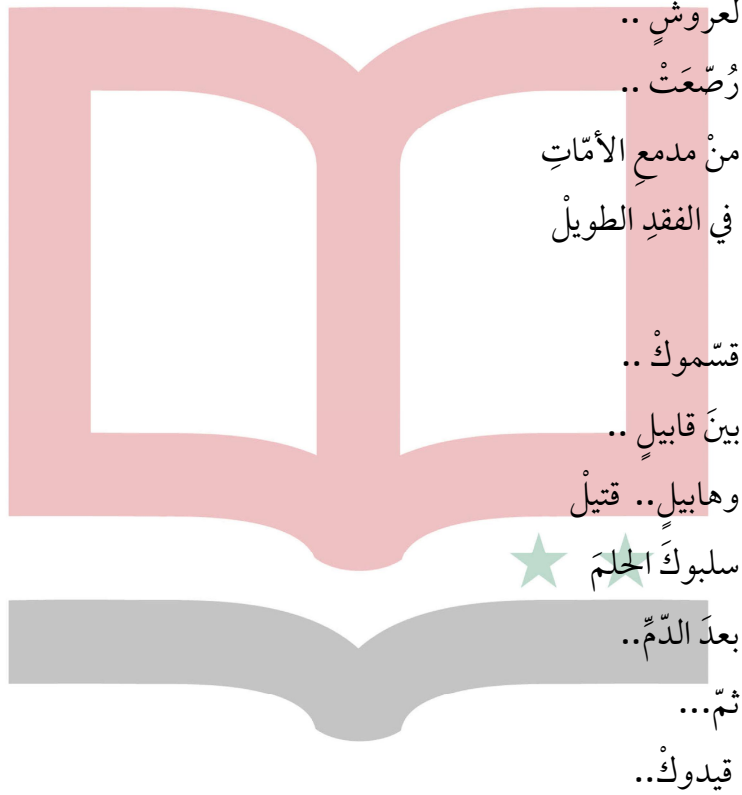 لعروشٍ ..
رُصّعَتْ ..
منْ مدمعِ الأمّاتِ
في الفقدِ الطويلْ
قسّموكْ ..
بينَ قابيلٍ ..
وهابيلٍ.. قتيلْ
سلبوكَ الحلمَ
بعدَ الدّمِّ..
ثمّ...
قيدوكْ..